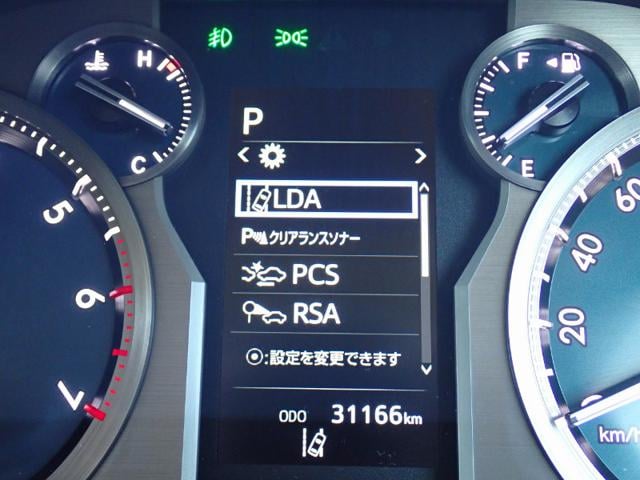 H
C
F
E
5
6
7
P
LDA
P クリアランスソナー
PCS
RSA
:設定を変更できます
ODO 31166km
60
40
20
0
km/h